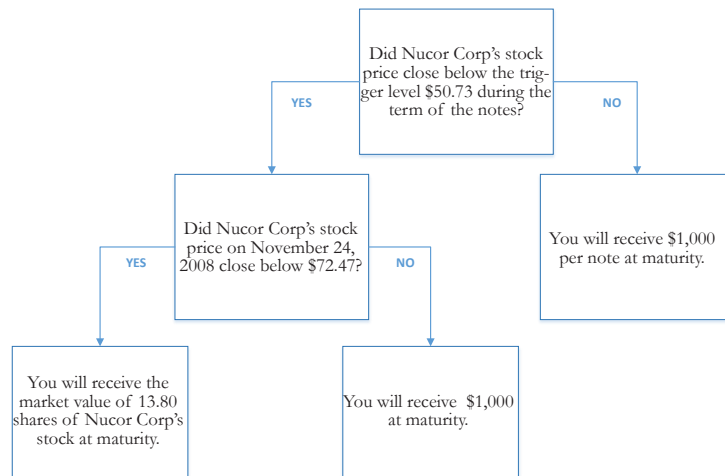 Did Nucor Corp's stock
price close below the trig-
ger level $50.73 during the
term of the notes?
YES
NO
Did Nucor Corp's stock
price on November 24,
2008 close below $72.47?
You will receive $1,000
per note at maturity.
YES
NO
You will receive the
market value of 13.80
shares of Nucor Corp's
stock at maturity.
You will receive $1,000
at maturity.